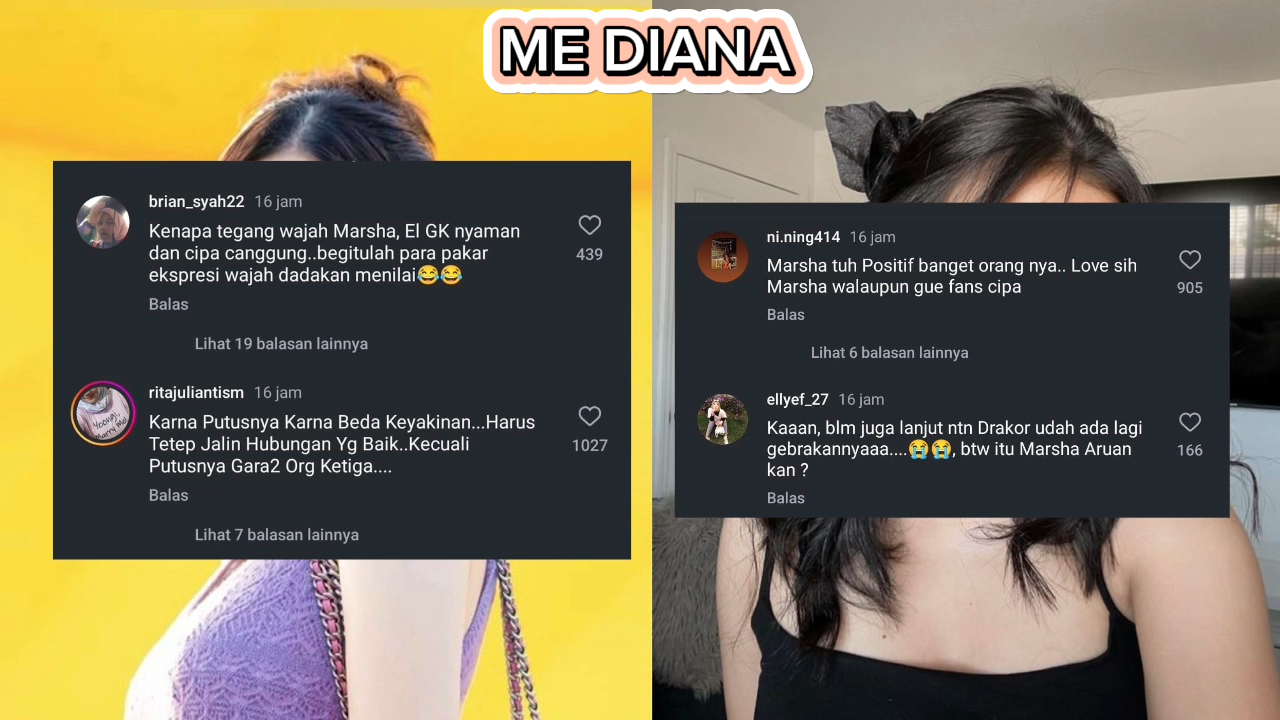 ME DIANA
brian_syah22 16 jam
Kenapa tegang wajah Marsha, El GK nyaman
dan cipa canggung..begitulah para pakar
ekspresi wajah dadakan menilai😂😂
439
Balas
Lihat 19 balasan lainnya
ritajuliantism 16 jam
Karna Putusnya Karna Beda Keyakinan...Harus
Tetep Jalin Hubungan Yg Baik..Kecuali
Putusnya Gara2 Org Ketiga....
1027
Balas
Lihat 7 balasan lainnya
ni.ning414 16 jam
Marsha tuh Positif banget orang nya.. Love sih
Marsha walaupun gue fans cipa
905
Balas
Lihat 6 balasan lainnya
ellyef_27 16 jam
Kaaan, blm juga lanjut ntn Drakor udah ada lagi
gebrakannyaaa....😭😭, btw itu Marsha Aruan
kan ?
166
Balas